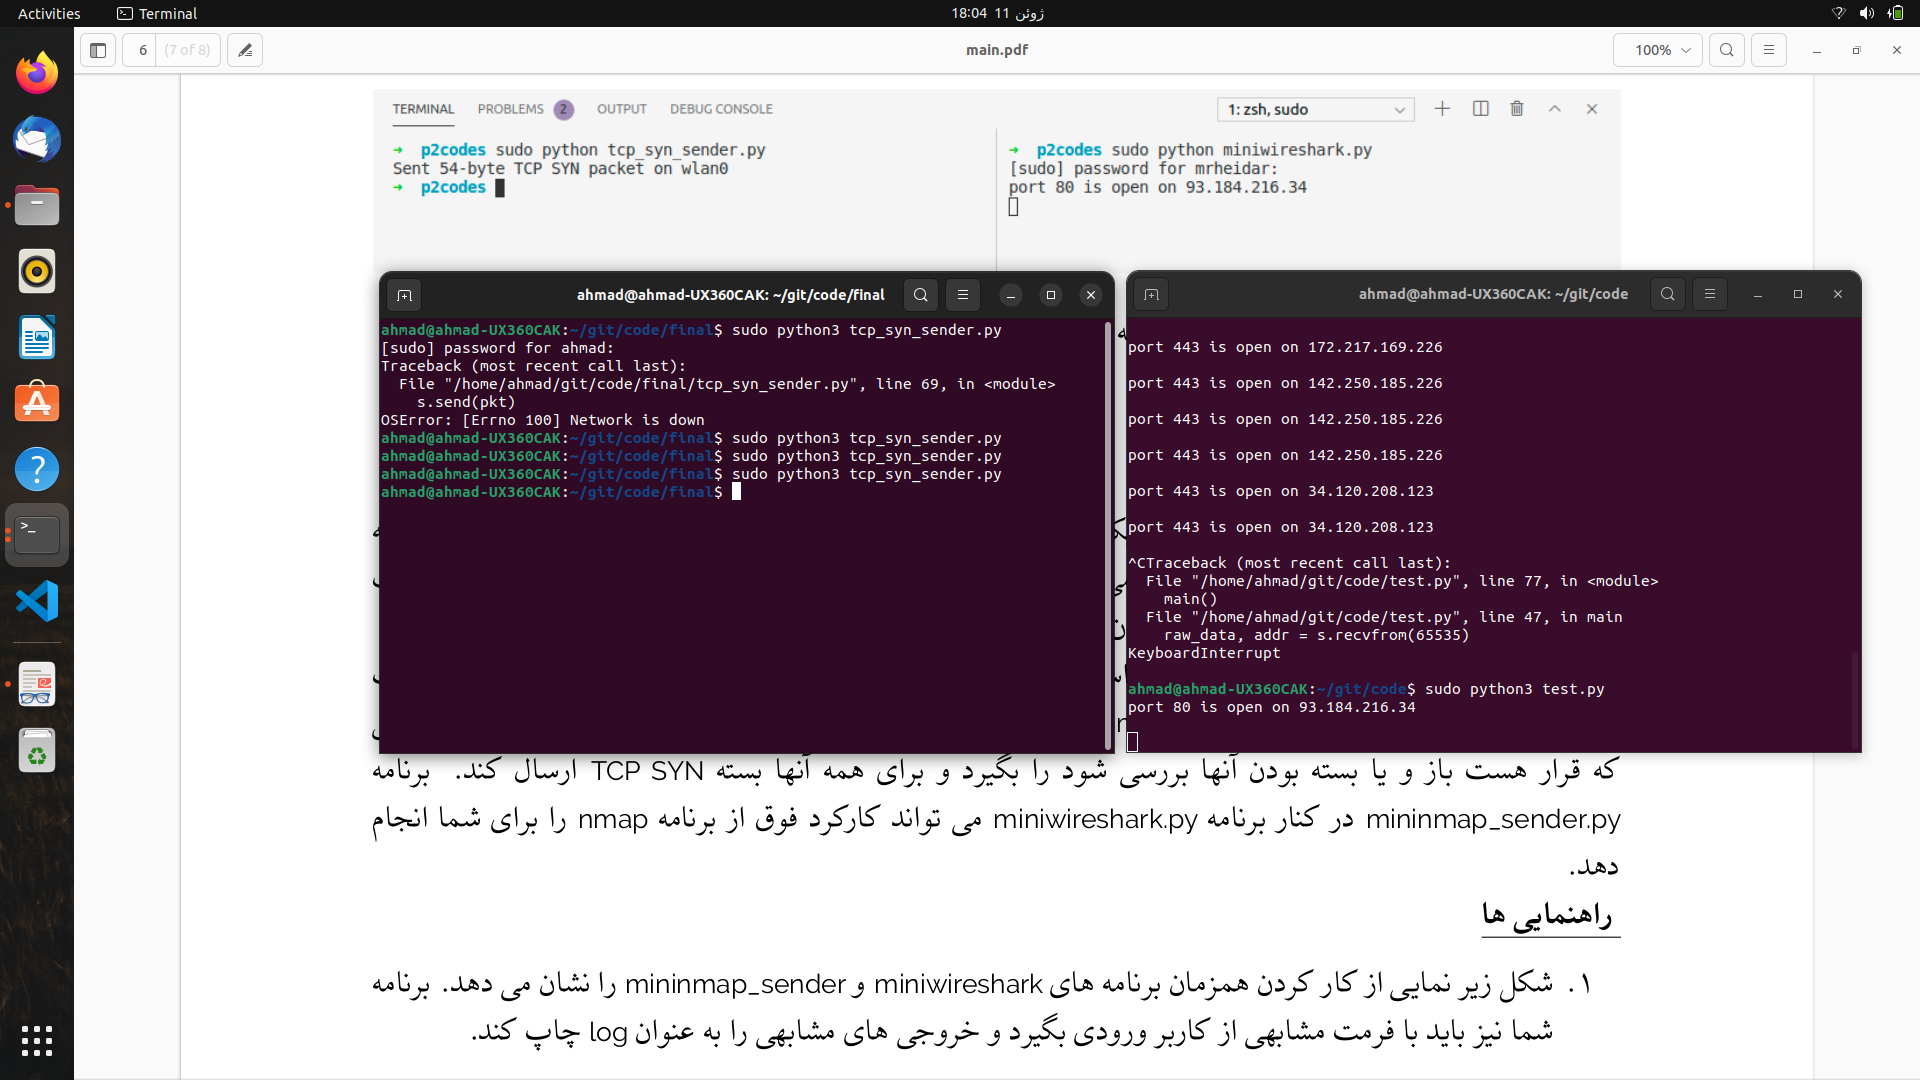 Activities
Terminal
ژوئن 11 18:04
6
(7 of 8)
main.pdf
100%
TERMINAL
PROBLEMS 2
OUTPUT
DEBUG CONSOLE
1: zsh, sudo
→ p2codes sudo python tcp_syn_sender.py
Sent 54-byte TCP SYN packet on wlan0
→ p2codes
→ p2codes sudo python miniwireshark.py
[sudo] password for mrheidar:
port 80 is open on 93.184.216.34
ahmad@ahmad-UX360CAK: ~/git/code/final
ahmad@ahmad-UX360CAK:~/git/code/final$ sudo python3 tcp_syn_sender.py
[sudo] password for ahmad:
Traceback (most recent call last):
File "/home/ahmad/git/code/final/tcp_syn_sender.py", line 69, in <module>
s.send(pkt)
OSError: [Errno 100] Network is down
ahmad@ahmad-UX360CAK:~/git/code/final$ sudo python3 tcp_syn_sender.py
ahmad@ahmad-UX360CAK:~/git/code/final$ sudo python3 tcp_syn_sender.py
ahmad@ahmad-UX360CAK:~/git/code/final$ sudo python3 tcp_syn_sender.py
ahmad@ahmad-UX360CAK:~/git/code/final$
ahmad@ahmad-UX360CAK: ~/git/code
port 443 is open on 172.217.169.226
port 443 is open on 142.250.185.226
port 443 is open on 142.250.185.226
port 443 is open on 142.250.185.226
port 443 is open on 34.120.208.123
port 443 is open on 34.120.208.123
^CTraceback (most recent call last):
File "/home/ahmad/git/code/test.py", line 77, in <module>
main()
File "/home/ahmad/git/code/test.py", line 47, in main
raw_data, addr = s.recvfrom(65535)
KeyboardInterrupt
ahmad@ahmad-UX360CAK:~/git/code$ sudo python3 test.py
port 80 is open on 93.184.216.34
که قرار هست باز و یا بسته بودن آنها بررسی شود را بگیرد و برای همه آنها بسته TCP SYN ارسال کند. برنامه
mininmap_sender.py در کنار برنامه miniwireshark.py می تواند کارکرد فوق از برنامه nmap را برای شما انجام
دهد.
راهنمایی ها
۱. شکل زیر نمایی از کار کردن همزمان برنامه های miniwireshark و mininmap_sender را نشان می دهد. برنامه
شما نیز باید با فرمت مشابهی از کاربر ورودی بگیرد و خروجی های مشابهی را به عنوان log چاپ کند.